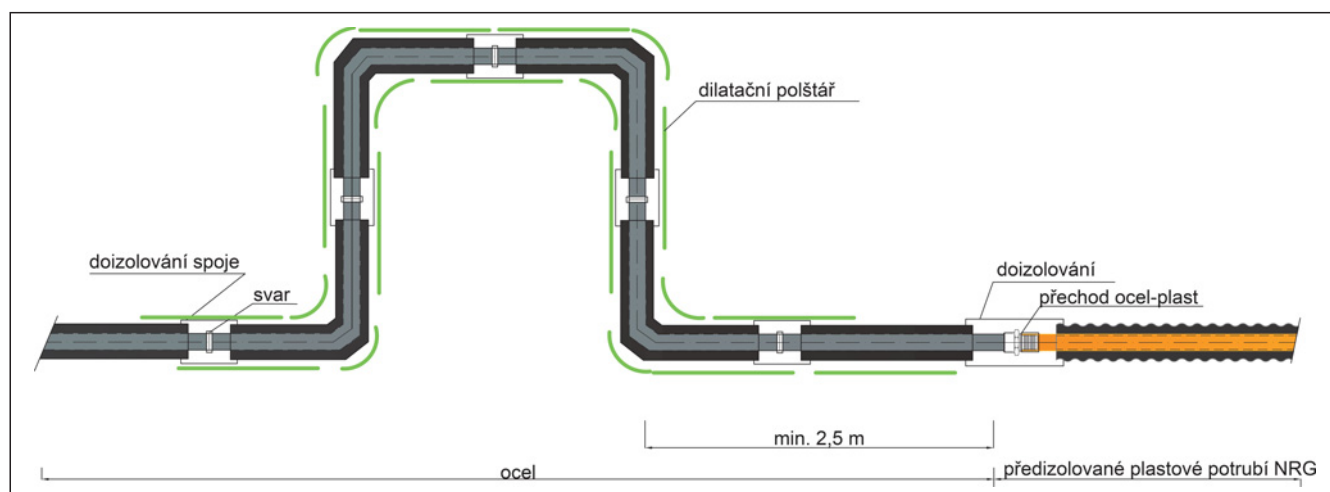 dilatační polštář
doizolování spoje
svar
doizolování
přechod ocel-plast
min. 2,5 m
ocel
předizolované plastové potrubí NRG